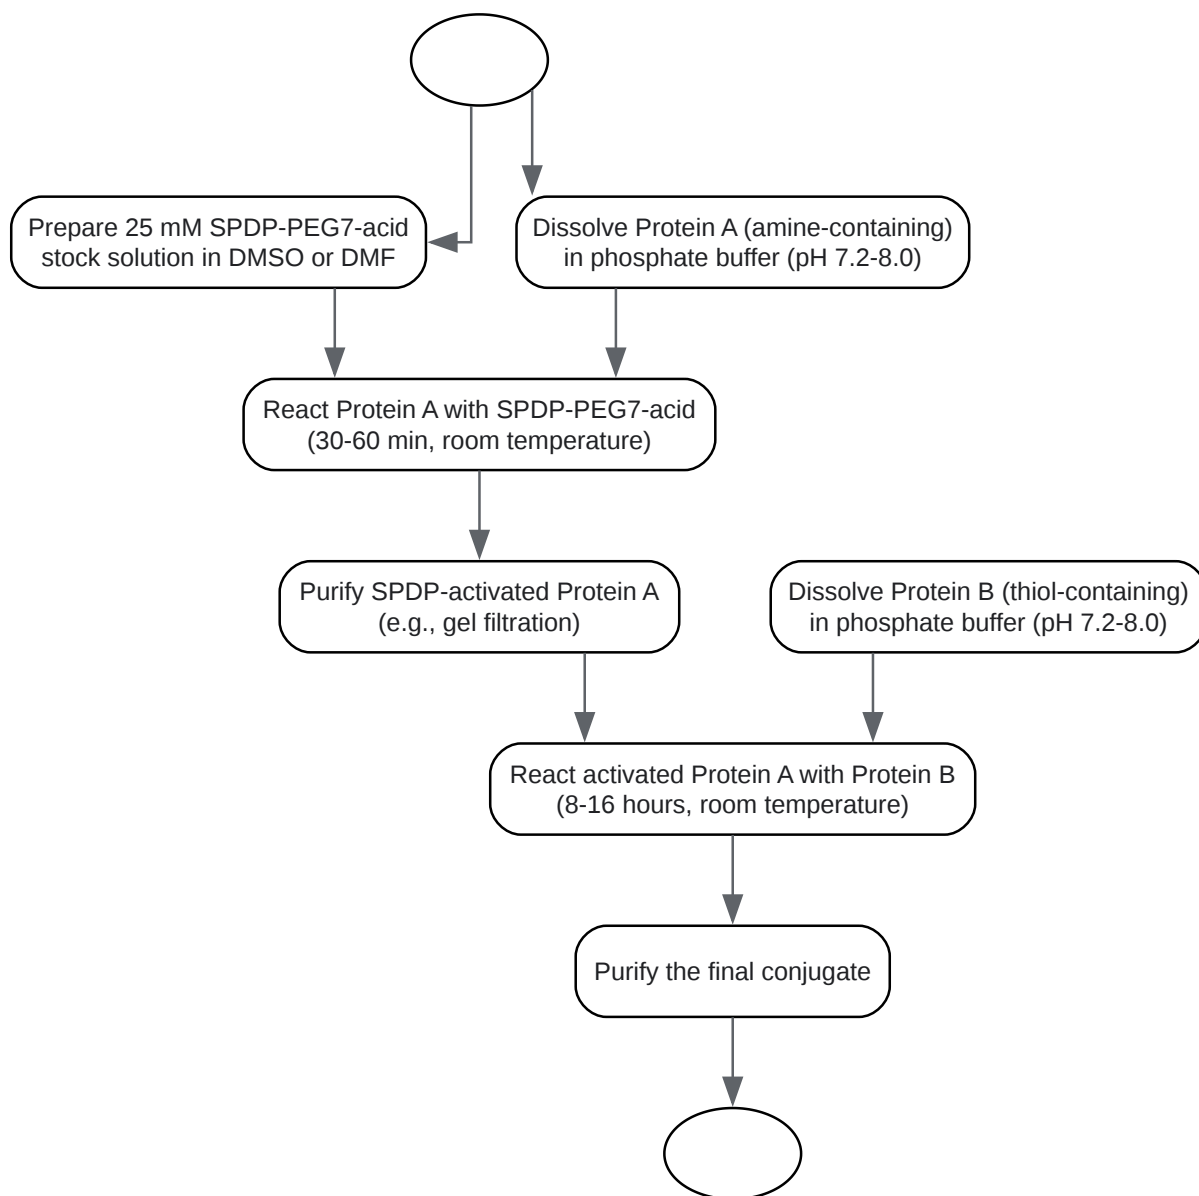 Prepare 25 mM SPDP-PEG7-acid
stock solution in DMSO or DMF
Dissolve Protein A (amine-containing)
in phosphate buffer (pH 7.2-8.0)
React Protein A with SPDP-PEG7-acid
(30-60 min, room temperature)
Purify SPDP-activated Protein A
(e.g., gel filtration)
Dissolve Protein B (thiol-containing)
in phosphate buffer (pH 7.2-8.0)
React activated Protein A with Protein B
(8-16 hours, room temperature)
Purify the final conjugate